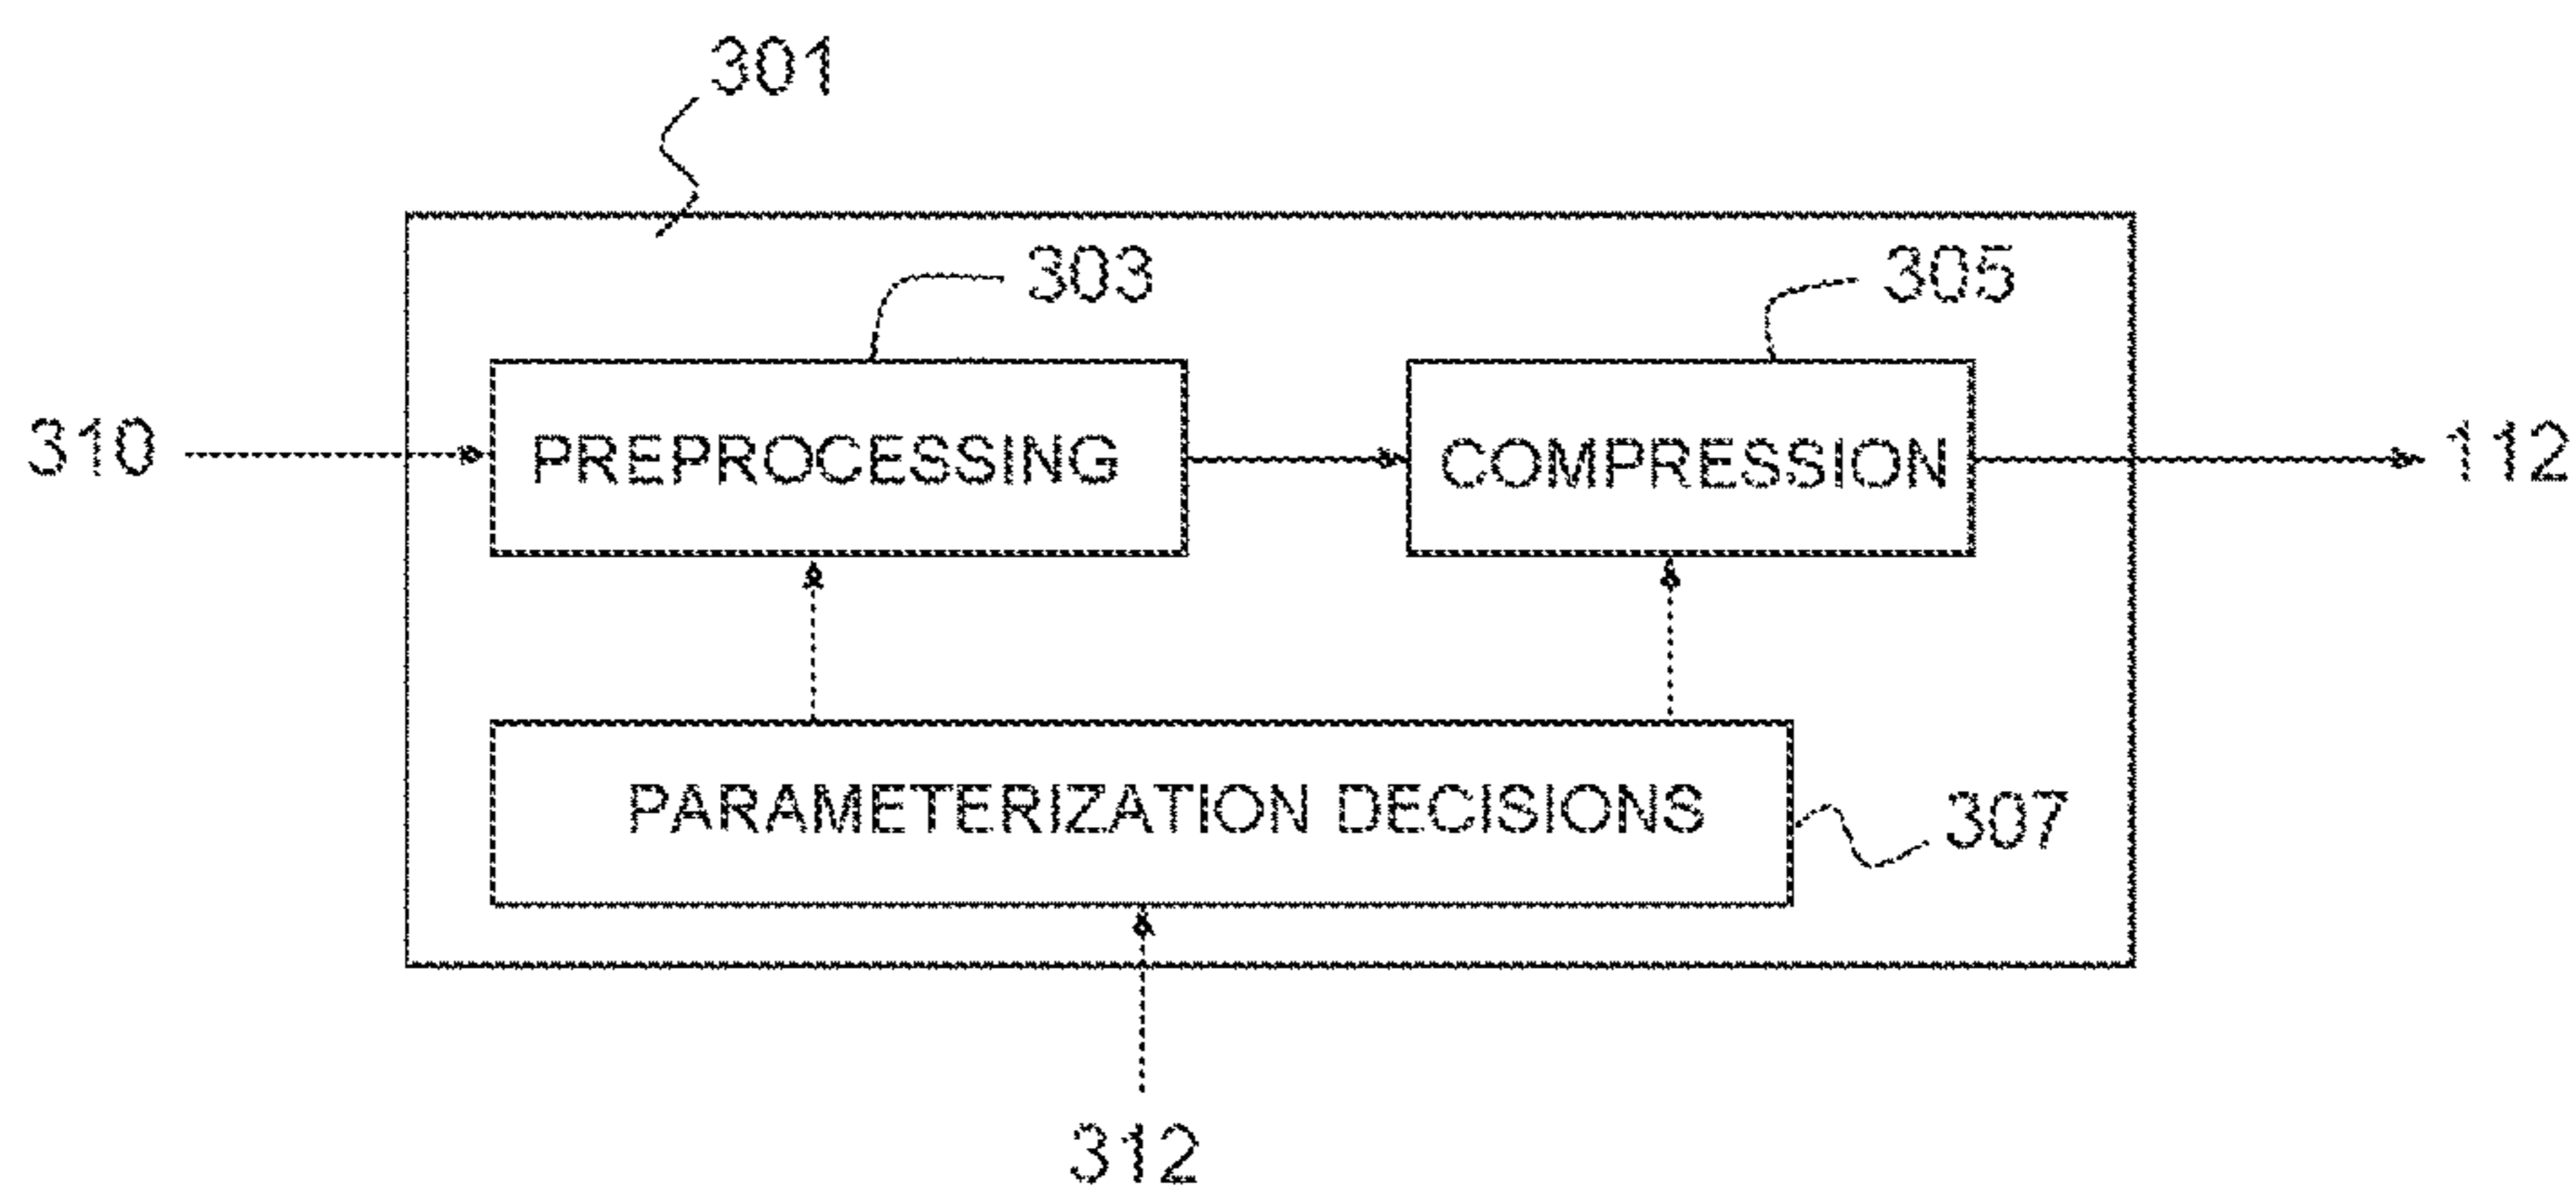 301
303
305
310
PREPROCESSING
COMPRESSION
112
PARAMETERIZATION DECISIONS
307
312